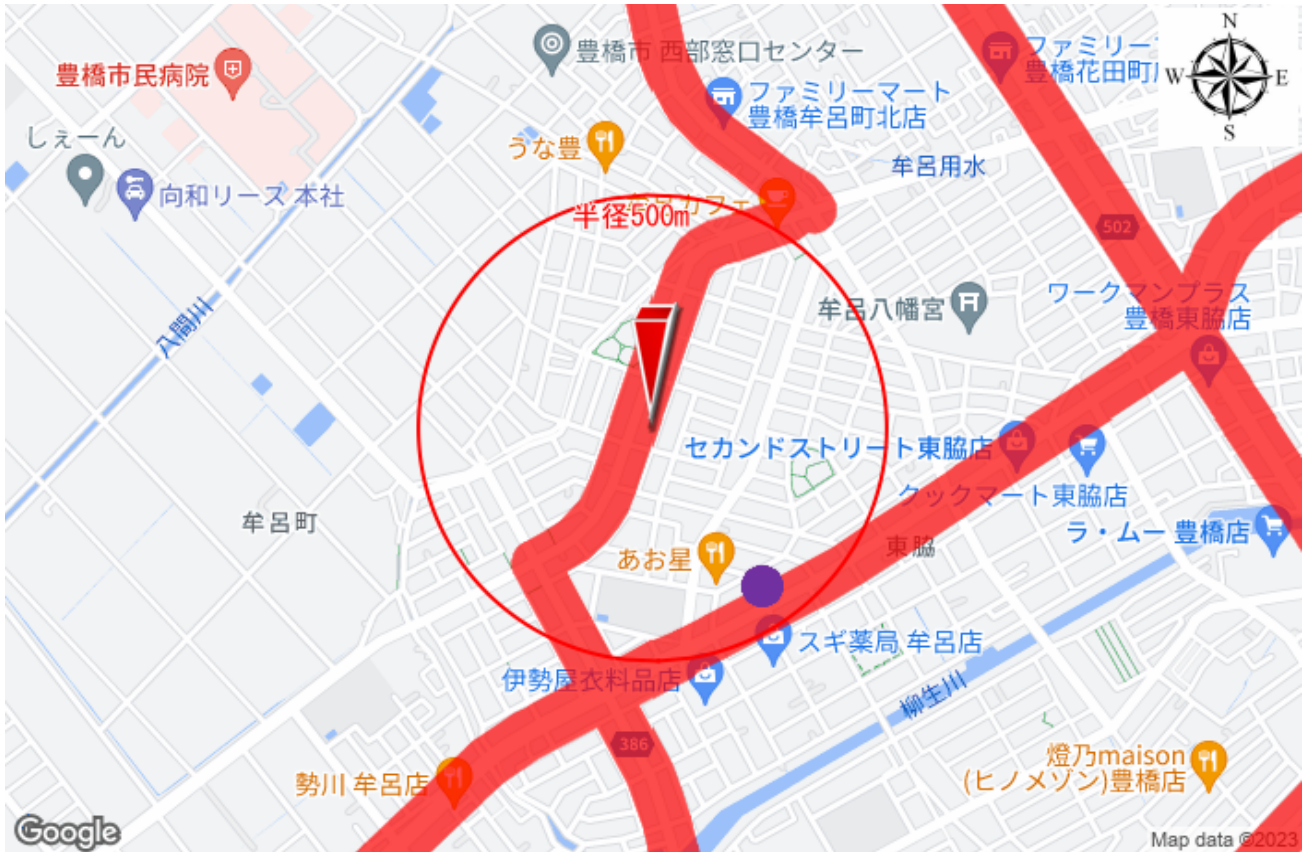 N
W
E
S
豊橋市民病院
豊橋市 西部窓口センター
ファミリー
豊橋花田町
ファミリーマート
豊橋牟呂町北店
しぇーん
うな豊
向和リース 本社
牟呂用水
カフェ
半径500m
502
八間川
牟呂八幡宮
ワークマンプラス
豊橋東脇店
セカンドストリート東脇店
クックマート東脇店
牟呂町
ラ・ムー 豊橋店
東脇
あお星
スギ薬局 牟呂店
伊勢屋衣料品店
柳生川
386
燈乃maison
(ヒノメゾン)豊橋店
勢川 牟呂店
Google
Map data ©2023